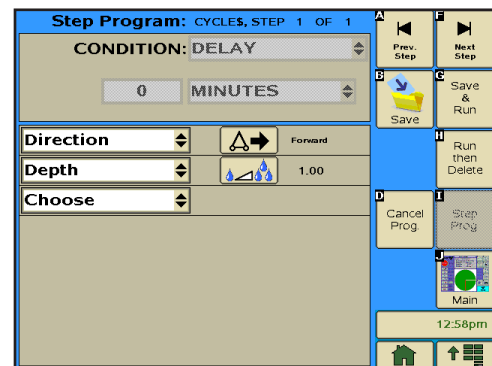 Step Program: CYCLES, STEP 1 OF 1
CONDITION: DELAY
0 MINUTES
Direction Forward
Depth 1.00
Choose
A
Prev.
Step
F
Next
Step
B
Save
G
Save
&
Run
H
Run
then
Delete
D
Cancel
Prog.
I
Step
Prog
J
Main
12:58pm